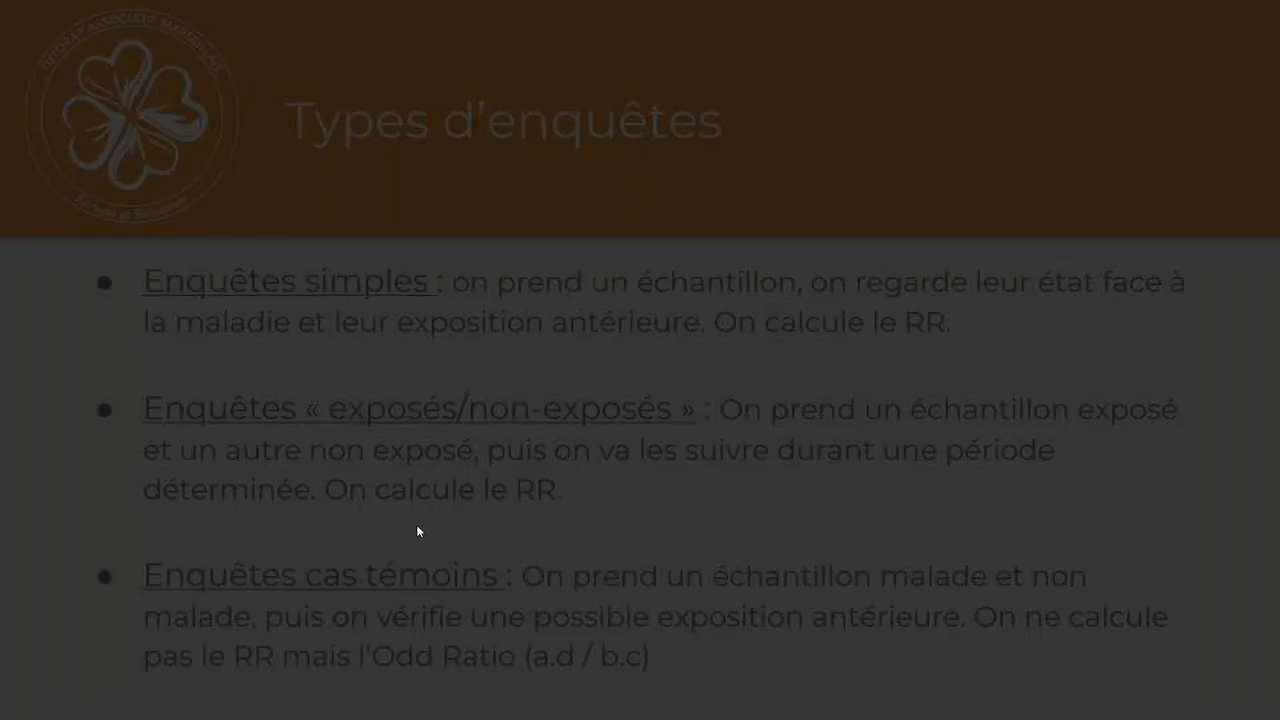 TUTORAT ASSOCIATIF MARSEILLAIS
Types d'enquêtes
● Enquêtes simples : on prend un échantillon, on regarde leur état face à
la maladie et leur exposition antérieure. On calcule le RR.
● Enquêtes « exposés/non-exposés » : On prend un échantillon exposé
et un autre non exposé, puis on va les suivre durant une période
déterminée. On calcule le RR.
● Enquêtes cas témoins : On prend un échantillon malade et non
malade, puis on vérifie une possible exposition antérieure. On ne calcule
pas le RR mais l'Odd Ratio (a.d / b.c)